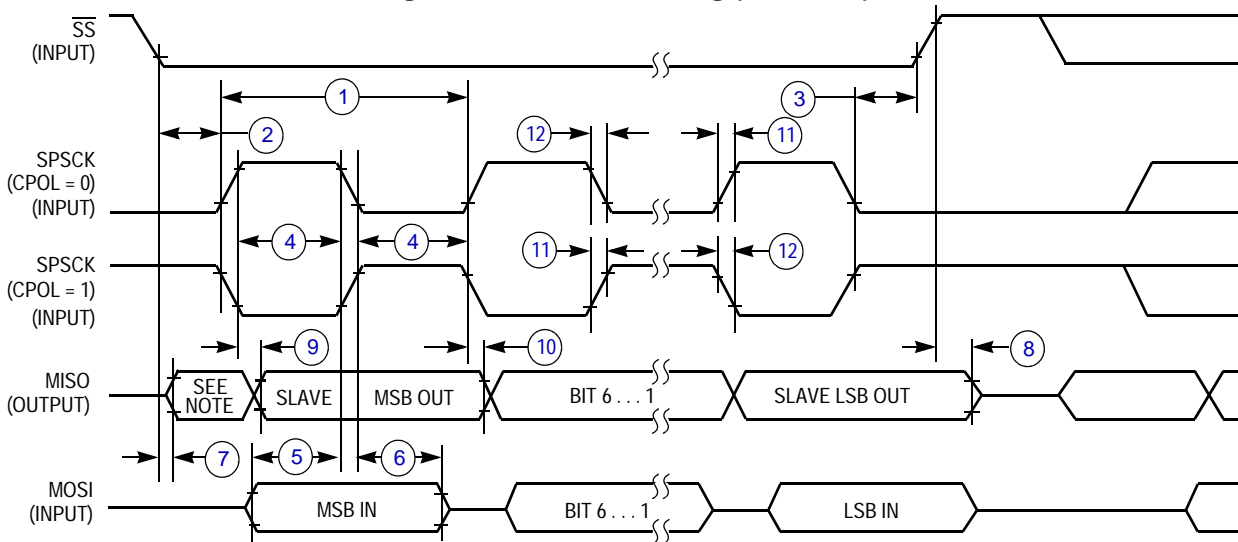 SS
(INPUT)
1
3
2
12
11
SPSCK
(CPOL = 0)
(INPUT)
4
4
11
12
SPSCK
(CPOL = 1)
(INPUT)
9
10
8
MISO
(OUTPUT)
SEE
NOTE
SLAVE
MSB OUT
BIT 6 . . . 1
SLAVE LSB OUT
7
5
6
MOSI
(INPUT)
MSB IN
BIT 6 . . . 1
LSB IN